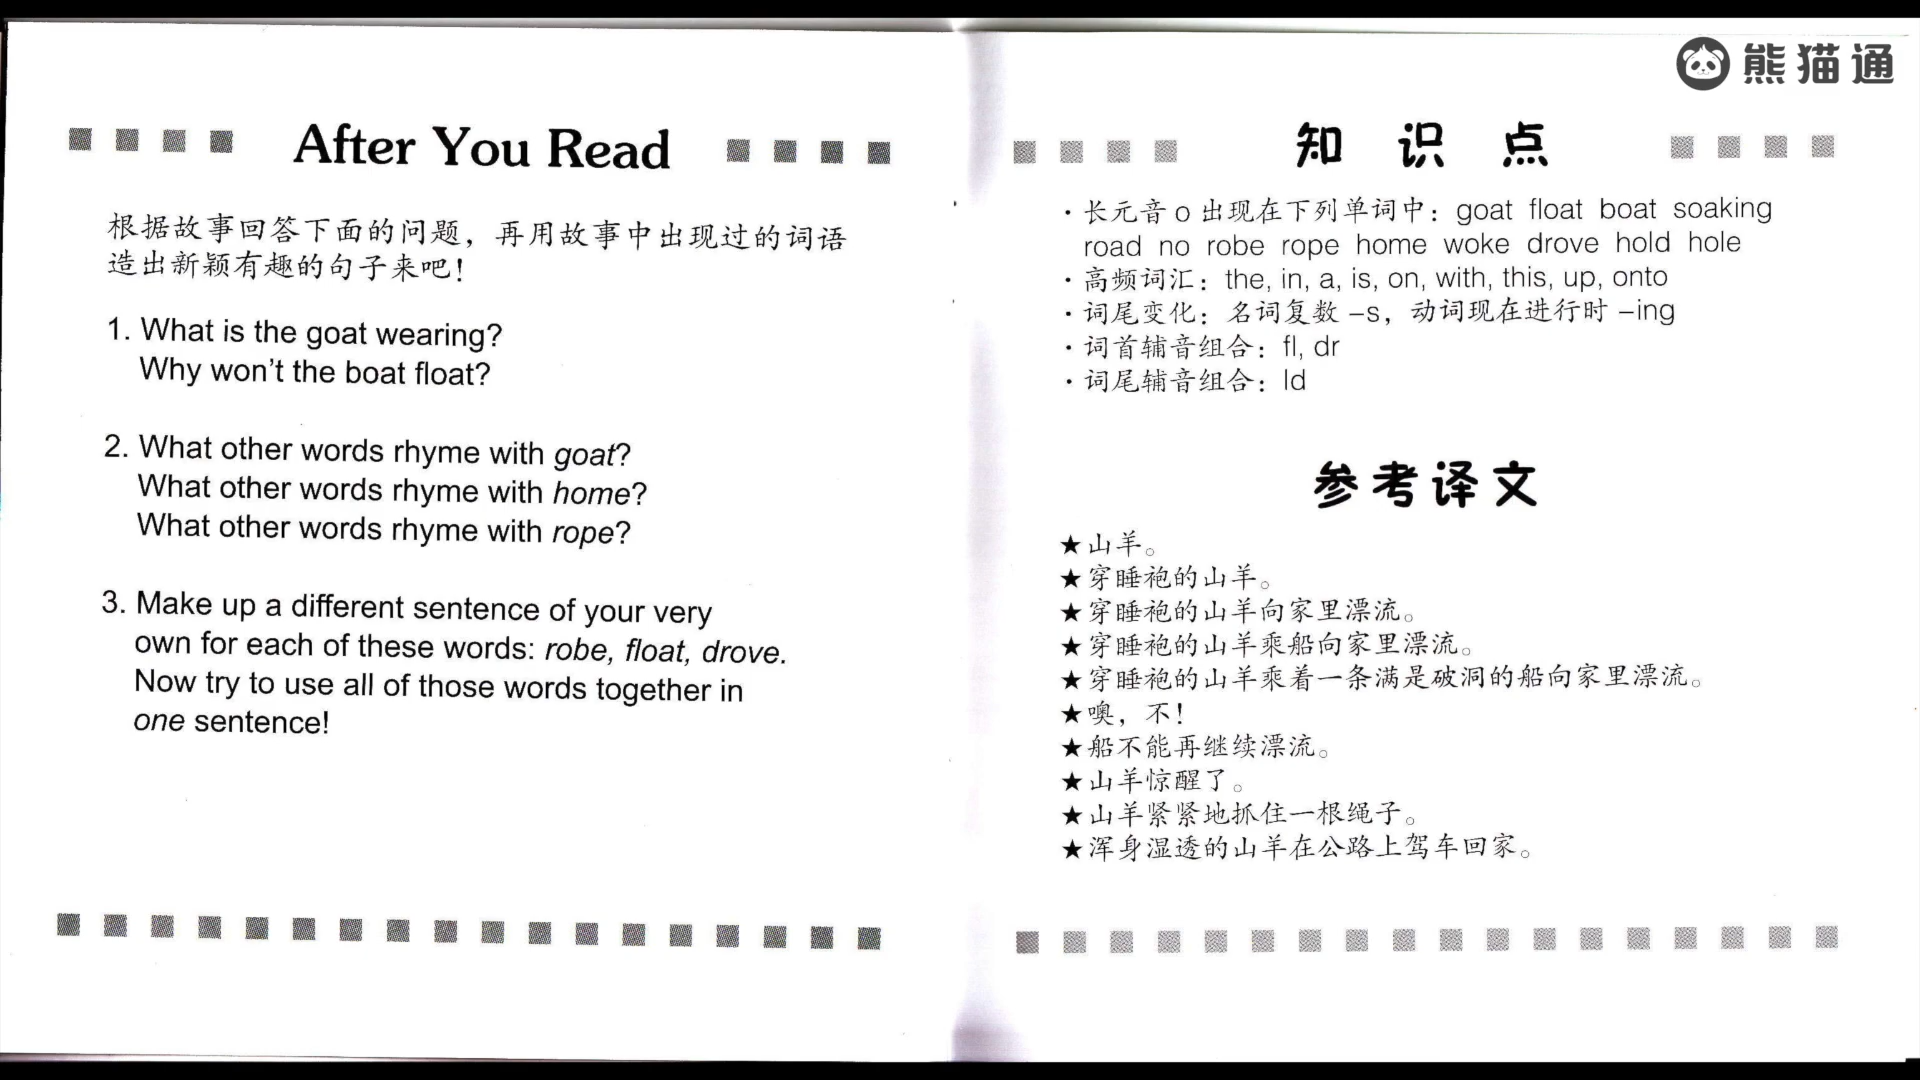 After You Read
根据故事回答下面的问题，再用故事中出现过的词语
造出新颖有趣的句子来吧！
1. What is the goat wearing?
Why won't the boat float?
2. What other words rhyme with goat?
What other words rhyme with home?
What other words rhyme with rope?
3. Make up a different sentence of your very
own for each of these words: robe, float, drove.
Now try to use all of those words together in
one sentence!
熊猫通
知识点
·长元音 o 出现在下列单词中：goat float boat soaking
road no robe rope home woke drove hold hole
·高频词汇：the, in, a, is, on, with, this, up, onto
·词尾变化：名词复数 –s，动词现在进行时 –ing
·词首辅音组合：fl, dr
·词尾辅音组合：ld
参考译文
★山羊。
★穿睡袍的山羊。
★穿睡袍的山羊向家里漂流。
★穿睡袍的山羊乘船向家里漂流。
★穿睡袍的山羊乘着一条满是破洞的船向家里漂流。
★噢，不！
★船不能再继续漂流。
★山羊惊醒了。
★山羊紧紧地抓住一根绳子。
★浑身湿透的山羊在公路上驾车回家。